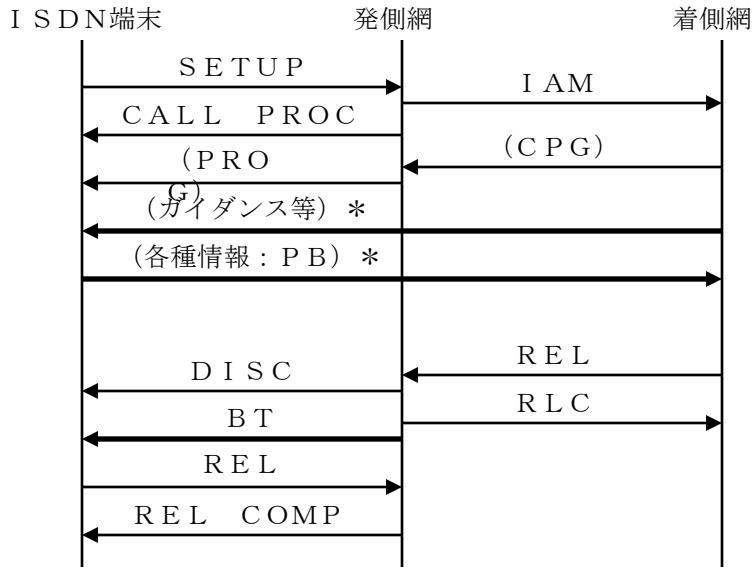 ＩＳＤＮ端末
発側網
着側網
ＳＥＴＵＰ
ＩＡＭ
ＣＡＬＬ　ＰＲＯＣ
（ＣＰＧ）
（ＰＲＯ
Ｇ）
（ガイダンス等）＊
（各種情報：ＰＢ）＊
ＲＥＬ
ＤＩＳＣ
ＲＬＣ
ＢＴ
ＲＥＬ
ＲＥＬ　ＣＯＭＰ